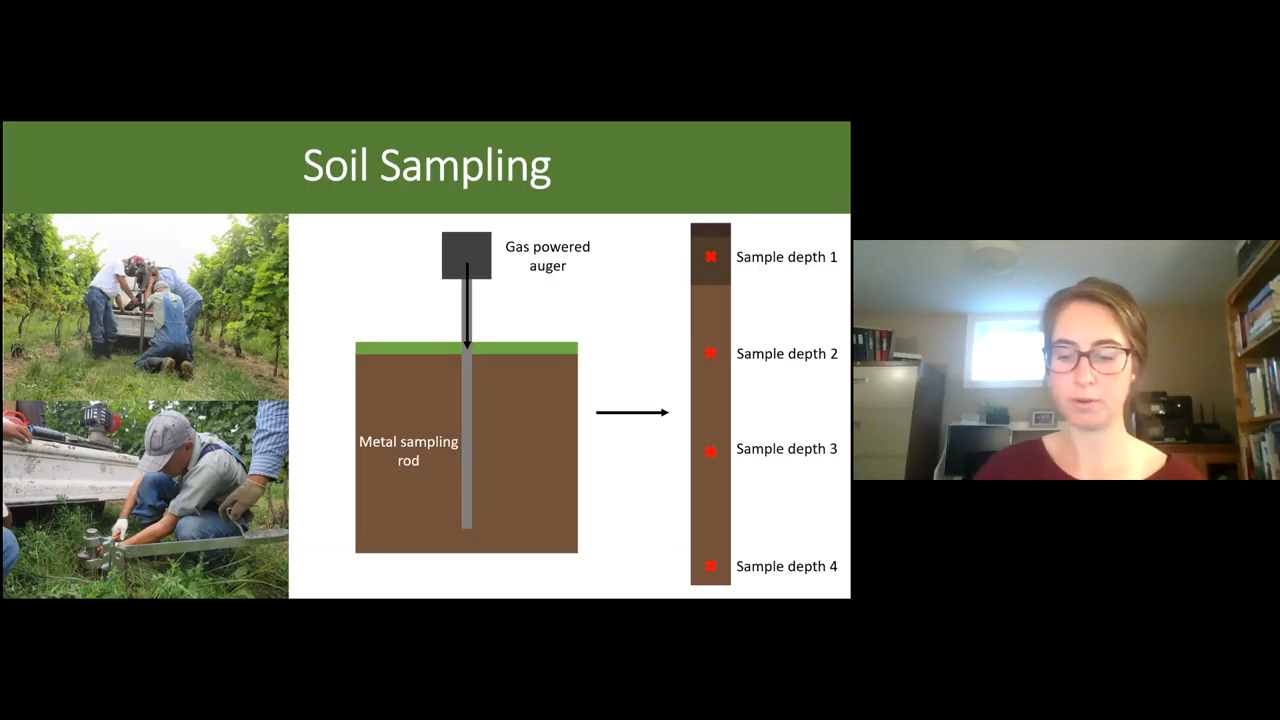 Soil Sampling
Gas powered
auger
Metal sampling
rod
Sample depth 1
Sample depth 2
Sample depth 3
Sample depth 4